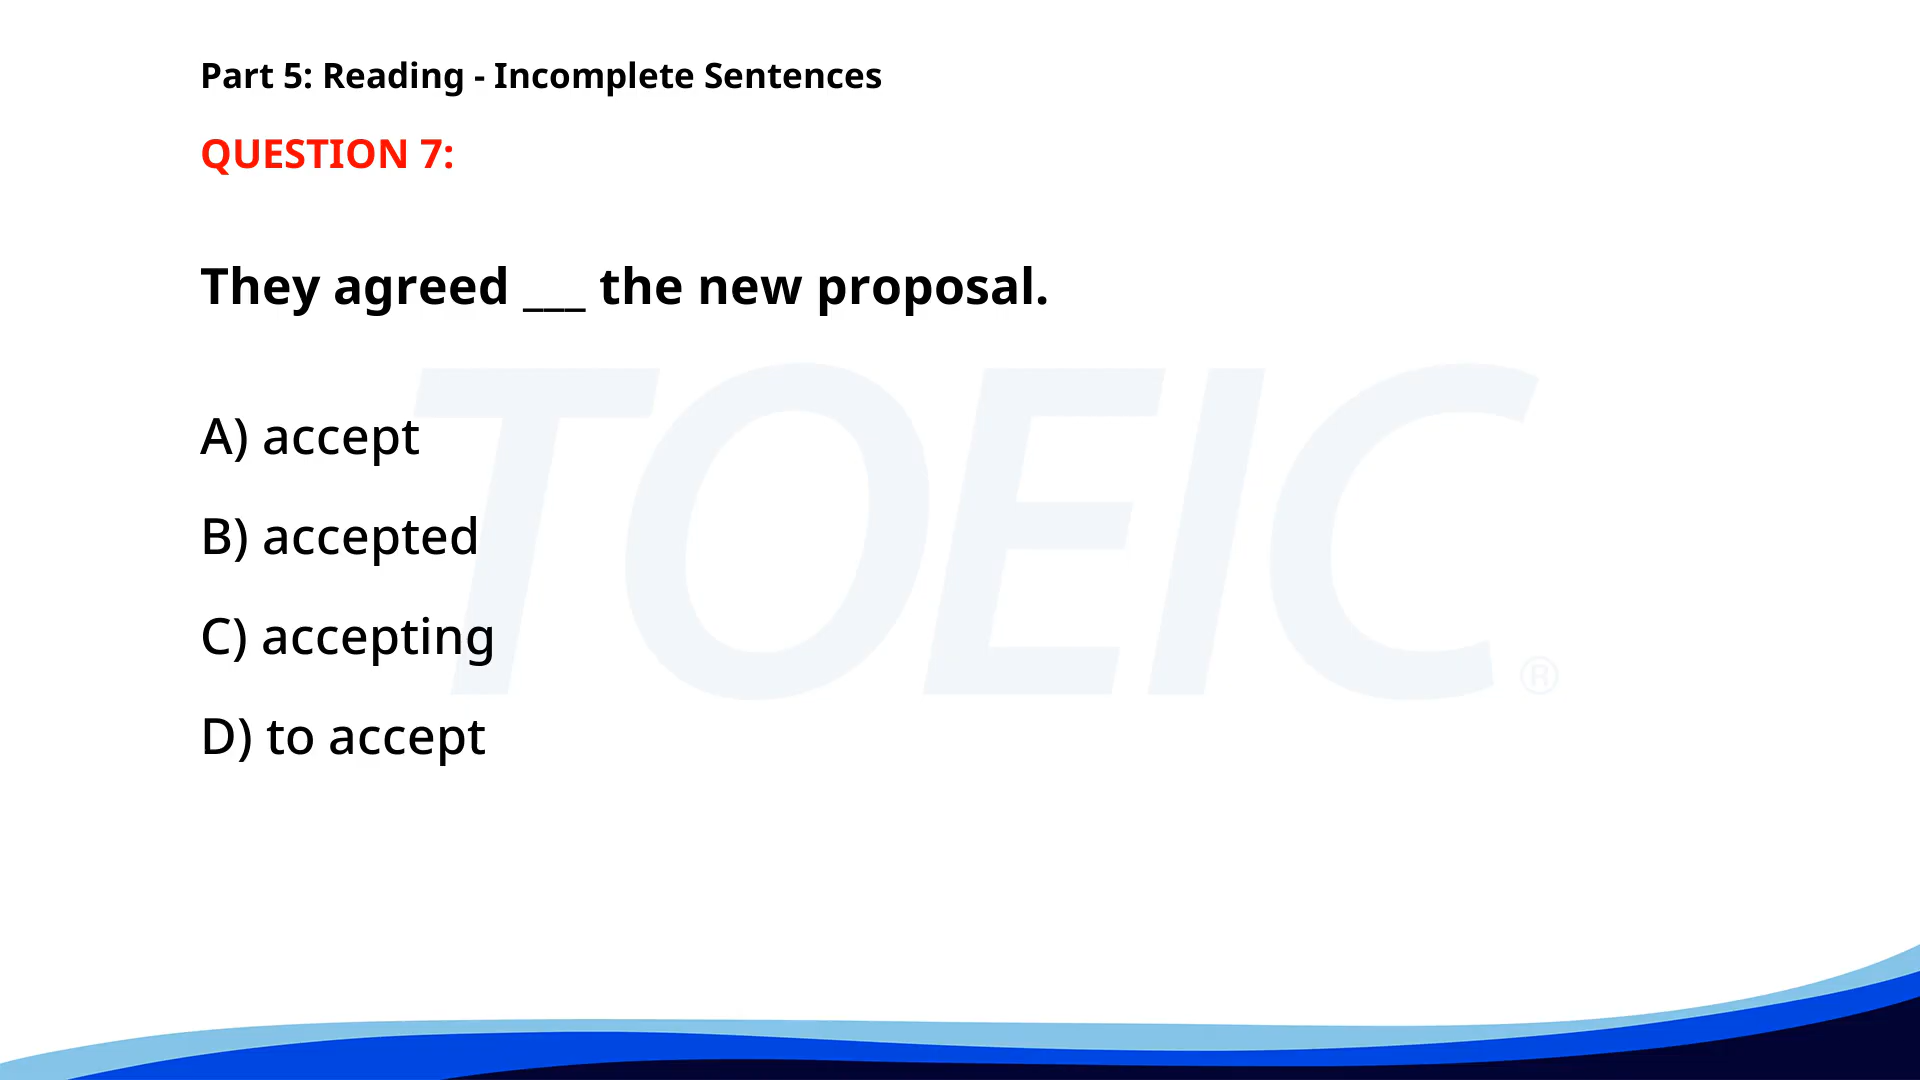 Part 5: Reading - Incomplete Sentences
QUESTION 7:
They agreed ___ the new proposal.
TOEIC ®
A) accept
B) accepted
C) accepting
D) to accept